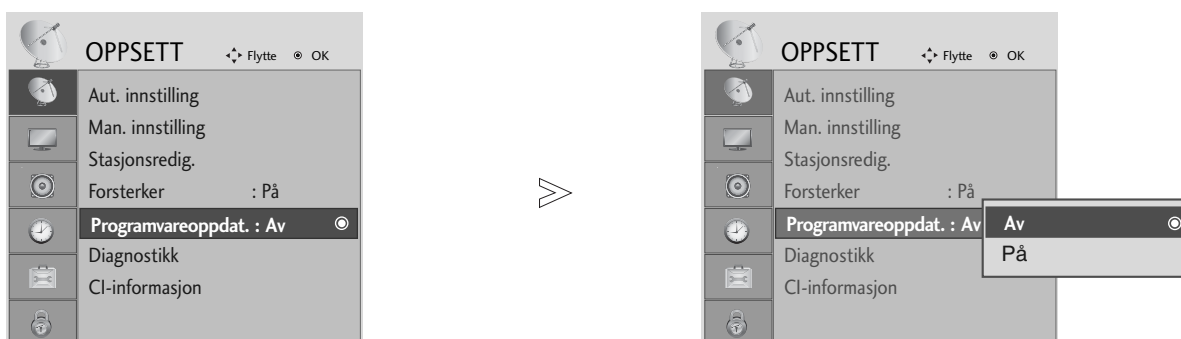 OPPSETT Flytte OK
Aut. innstilling
Man. innstilling
Stasjonsredig.
Forsterker : På
Programvareoppdat. : Av
Diagnostikk
CI-informasjon
OPPSETT Flytte OK
Aut. innstilling
Man. innstilling
Stasjonsredig.
Forsterker : På
Programvareoppdat. : Av
Diagnostikk
CI-informasjon
Av
På